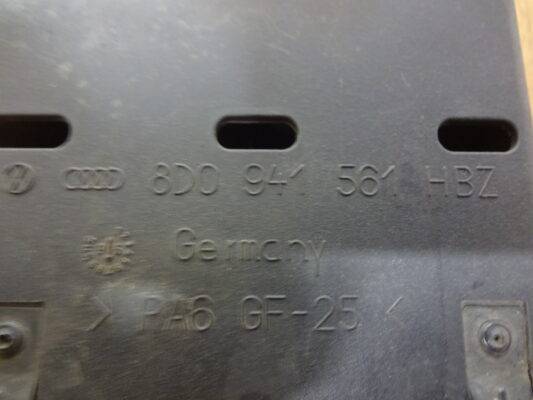 8D0 941 561 HBZ
Germany
> PA6 GF-25 <